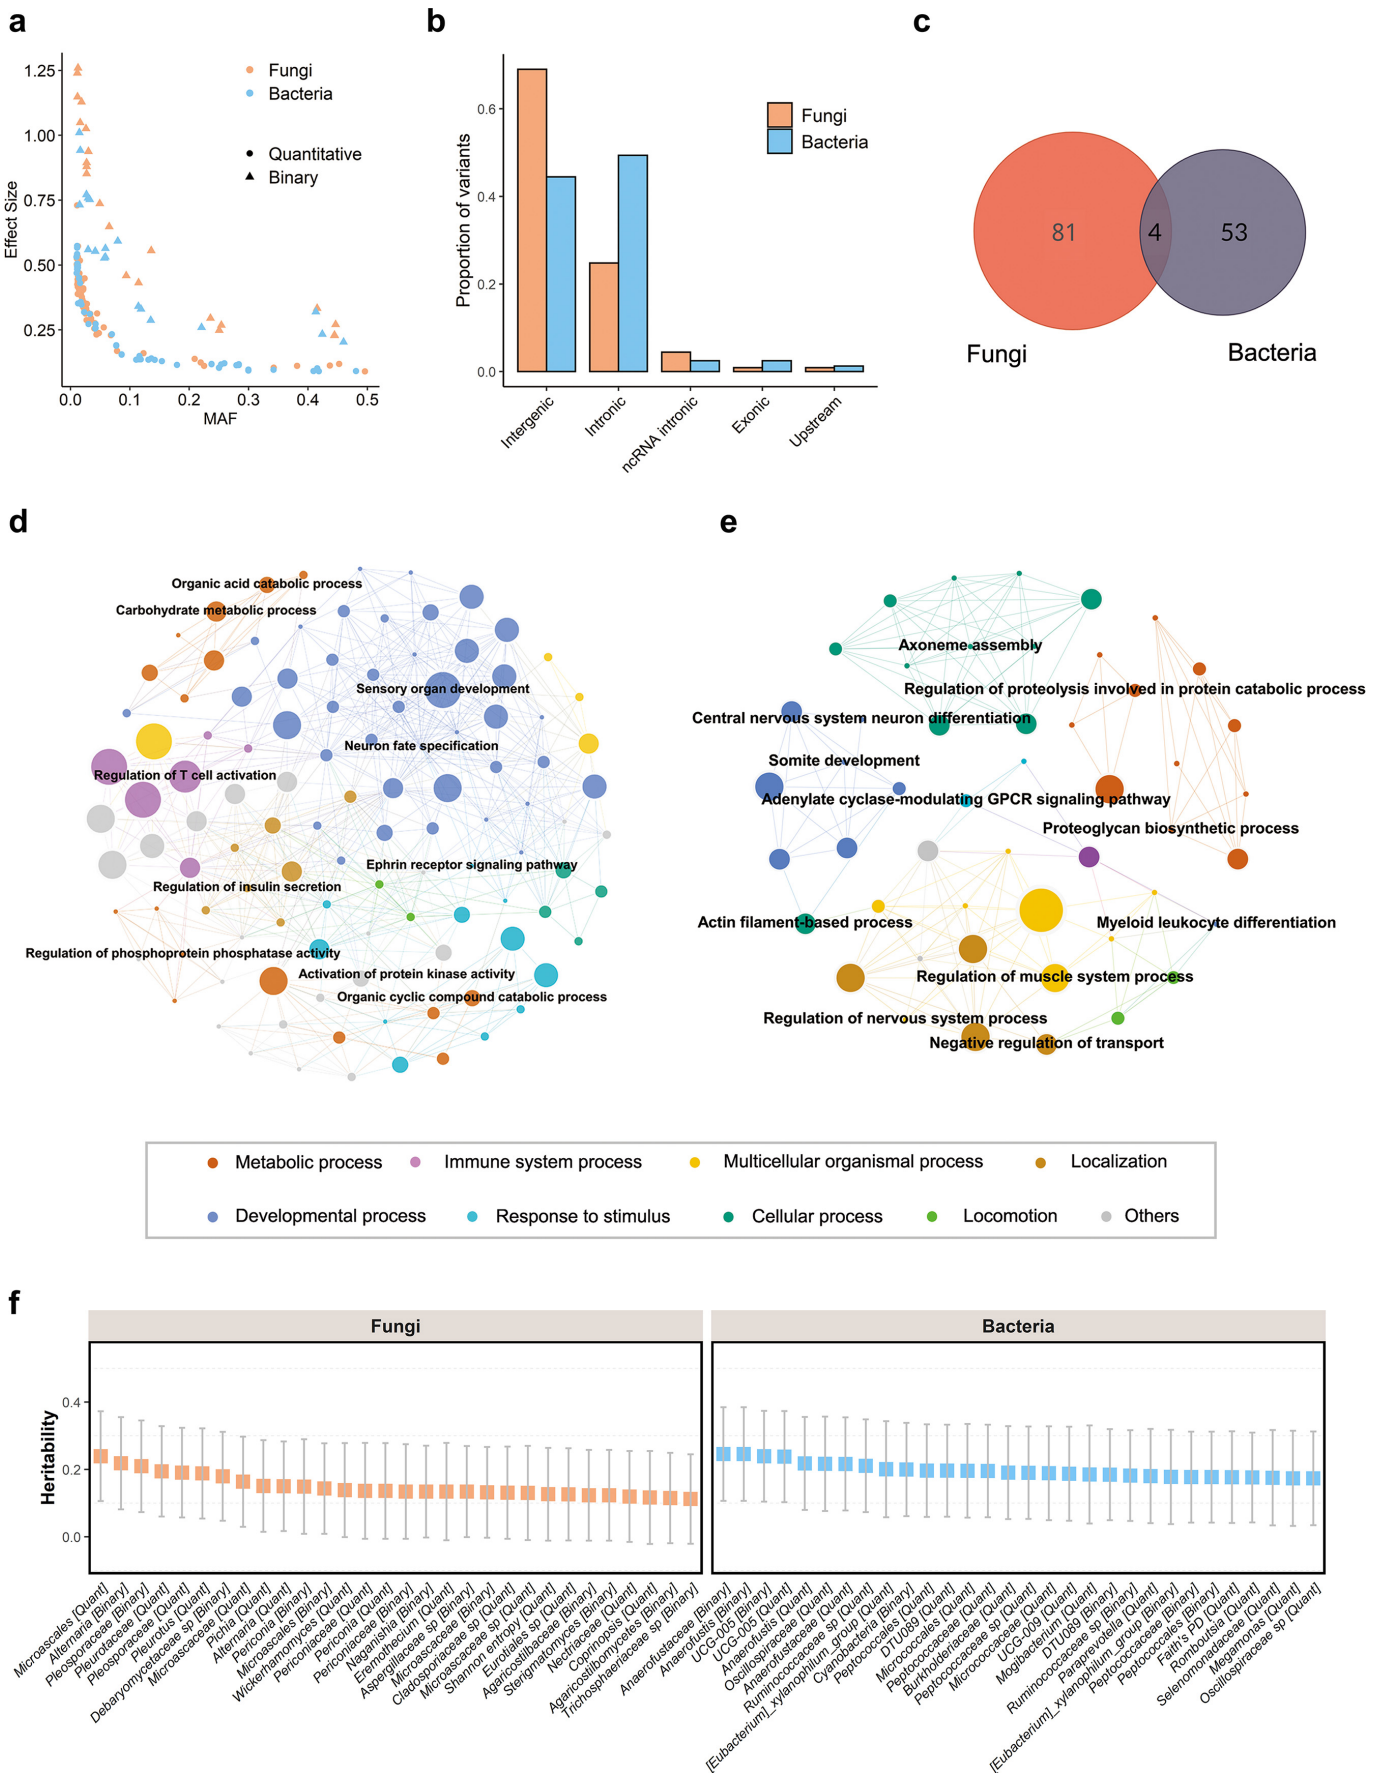 a
b
c
1.25
1.00
0.75
0.50
0.25
0.0
0.1
0.2
0.3
0.4
0.5
Effect Size
MAF
Fungi
Bacteria
Quantitative
Binary
0.6
0.4
0.2
0.0
Proportion of variants
Fungi
Bacteria
Intergenic
Intronic
ncRNA intronic
Exonic
Upstream
81
4
53
Fungi
Bacteria
d
Organic acid catabolic process
Carbohydrate metabolic process
Sensory organ development
Neuron fate specification
Regulation of T cell activation
Ephrin receptor signaling pathway
Regulation of insulin secretion
Regulation of phosphoprotein phosphatase activity
Activation of protein kinase activity
Organic cyclic compound catabolic process
e
Axoneme assembly
Regulation of proteolysis involved in protein catabolic process
Central nervous system neuron differentiation
Somite development
Adenylate cyclase-modulating GPCR signaling pathway
Proteoglycan biosynthetic process
Actin filament-based process
Myeloid leukocyte differentiation
Regulation of muscle system process
Regulation of nervous system process
Negative regulation of transport
Metabolic process
Immune system process
Multicellular organismal process
Localization
Developmental process
Response to stimulus
Cellular process
Locomotion
Others
f
Fungi
Bacteria
Heritability
0.4
0.2
0.0
Microascales [Quant]
Alternaria [Binary]
Pleosporaceae [Binary]
Pleurotaceae [Quant]
Pleurotus [Quant]
Pleosporaceae [Quant]
Debaryomycetaceae sp [Binary]
Microascaceae [Quant]
Pichia [Quant]
Alternaria [Quant]
Periconia [Binary]
Microascales [Binary]
Wickerhamomyces [Quant]
Periconiaceae [Quant]
Periconia [Quant]
Periconiaceae [Binary]
Naganishia [Binary]
Eremothecium [Quant]
Aspergillaceae sp [Binary]
Microascaceae [Binary]
Cladosporiaceae sp [Quant]
Microascaceae sp [Quant]
Shannon_entropy [Quant]
Eurotiales sp [Quant]
Agaricostilbaceae [Binary]
Sterigmatomyces [Binary]
Nectriaceae [Quant]
Coprinopsis [Quant]
Agaricostilbomycetes [Binary]
Trichosphaeriaceae sp [Binary]
Anaerofustaceae [Binary]
Anaerofustis [Binary]
UCG-005 [Binary]
UCG-005 [Quant]
Anaerofustis [Quant]
Oscillospiraceae [Quant]
Anaerofustaceae [Quant]
Ruminococcaceae sp [Quant]
[Eubacterium]_xylanophilum_group [Quant]
Cyanobacteria [Binary]
Peptococcales [Quant]
DTU089 [Quant]
Micrococcales [Quant]
Peptococcaceae [Quant]
Burkholderiaceae [Quant]
Peptococcaceae sp [Quant]
Micrococcaceae [Quant]
UCG-009 [Quant]
Mogibacterium [Quant]
DTU089 [Binary]
Ruminococcaceae sp [Binary]
Paraprevotella [Quant]
[Eubacterium]_xylanophilum_group [Binary]
Peptococcaceae [Binary]
Peptococcales [Binary]
Faith's PD [Quant]
Romboutsia [Quant]
Selenomonadaceae [Quant]
Megamonas [Quant]
Oscillospiraceae sp [Quant]